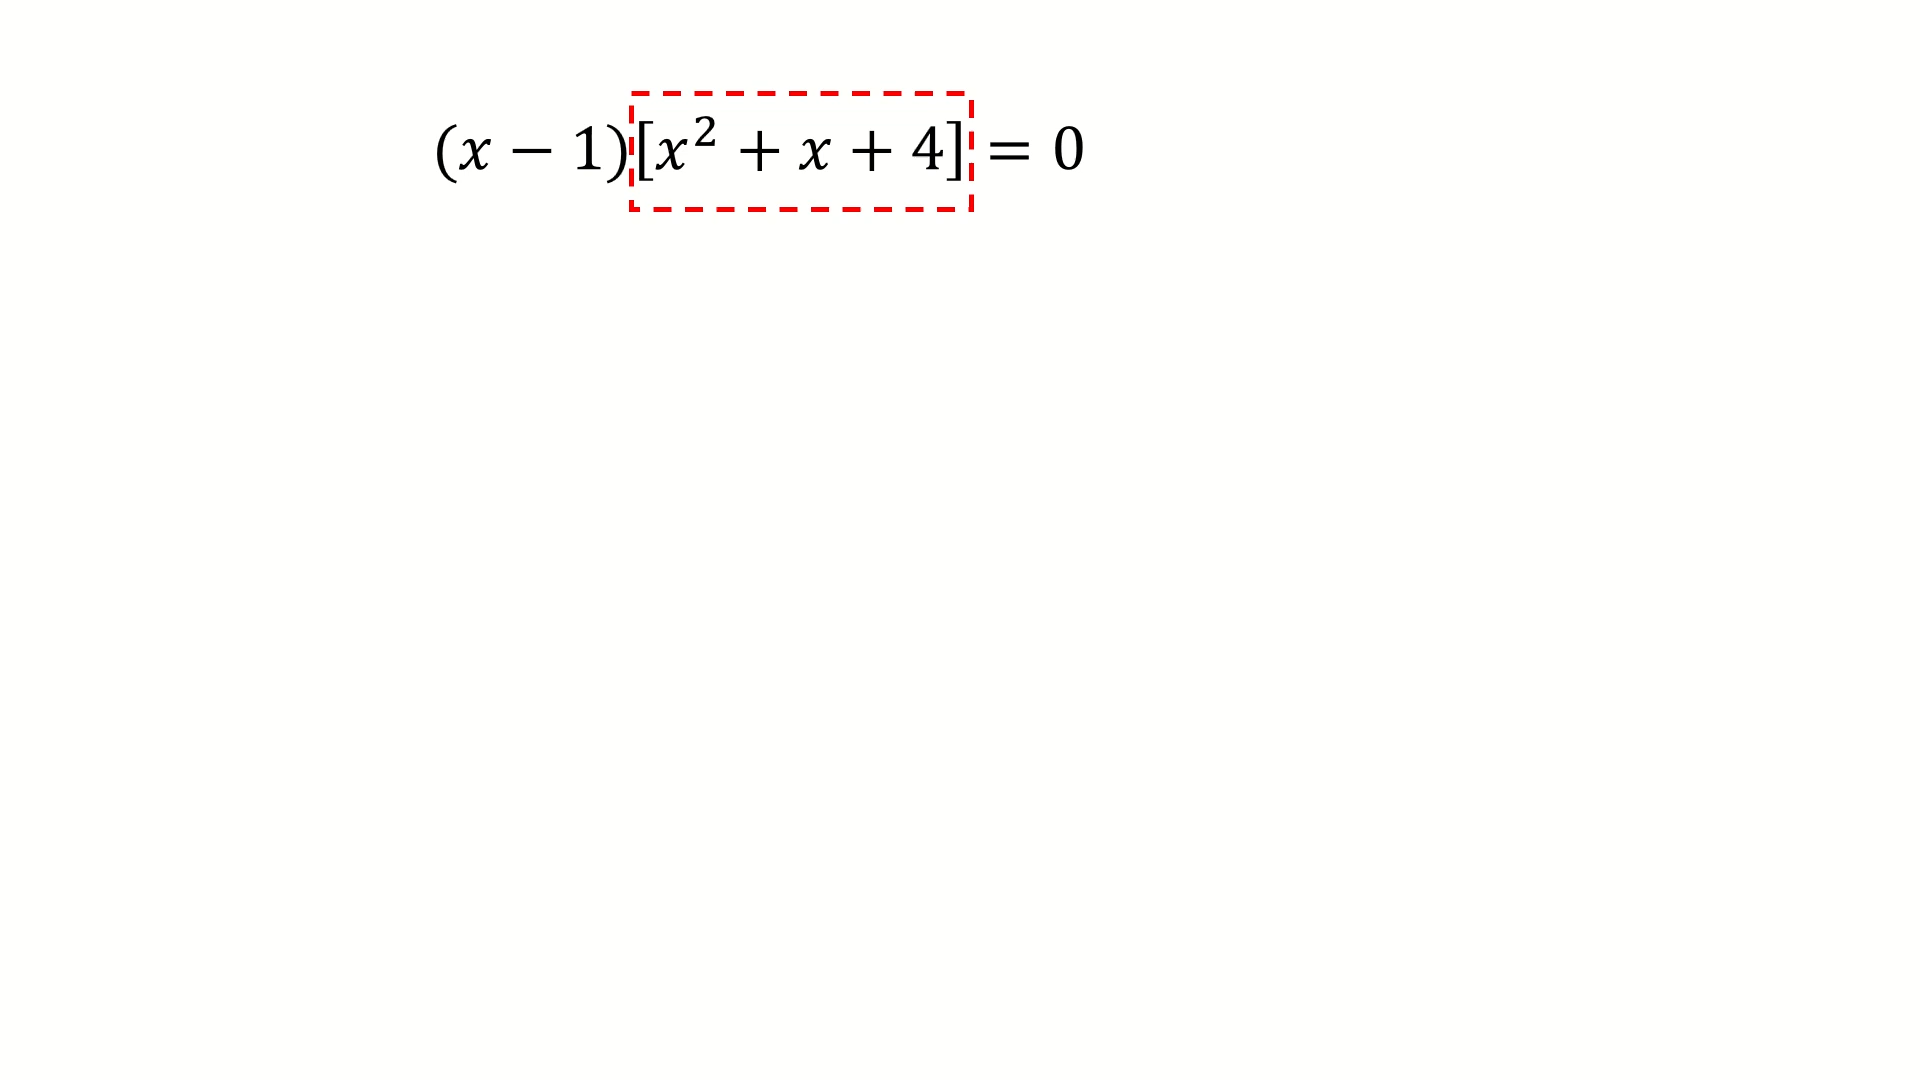 (x − 1)[x² + x + 4] = 0